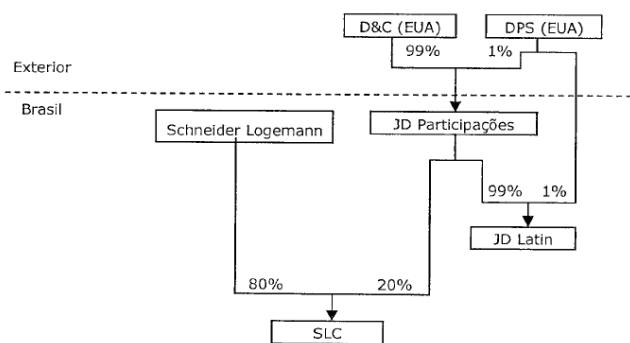 D&C (EUA) DPS (EUA)
99% 1%
Exterior
Brasil
Schneider Logemann JD Participações
99% 1%
JD Latin
80% 20%
SLC